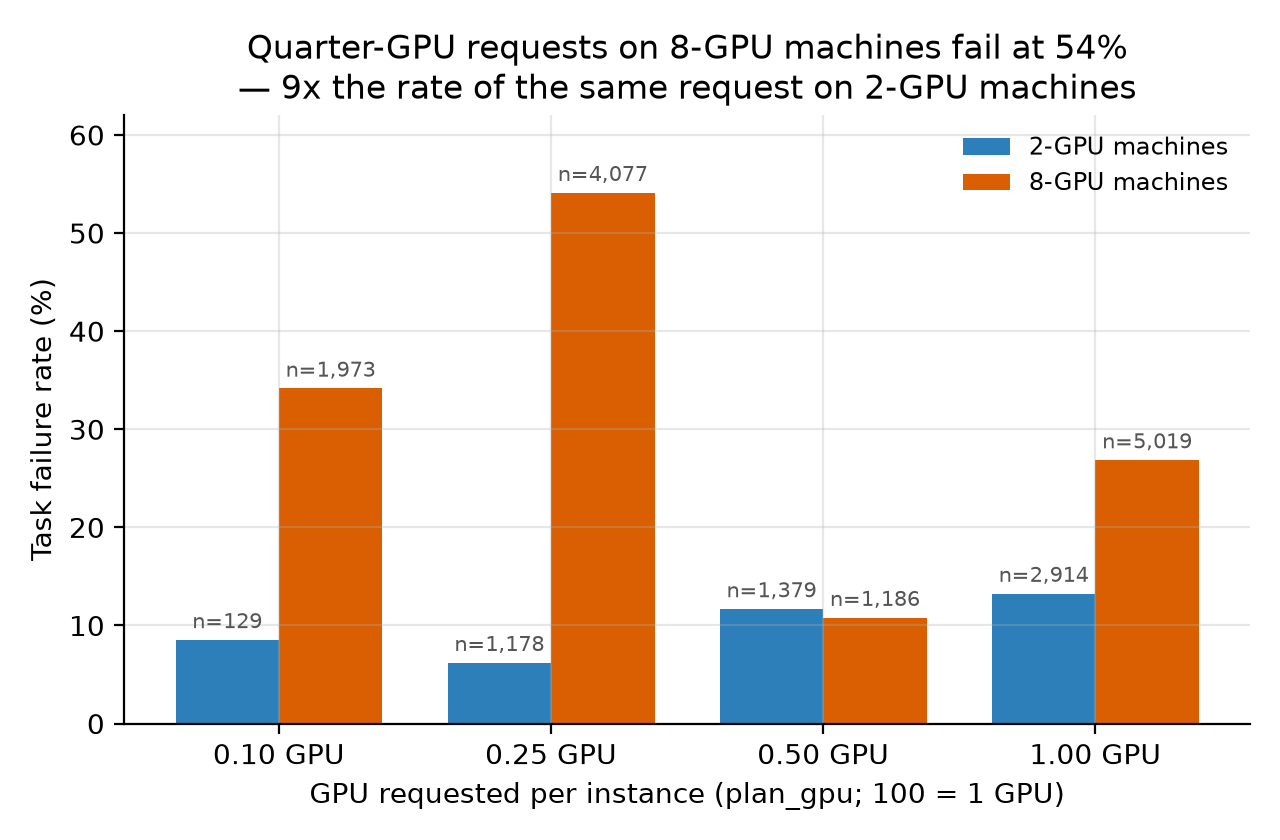 Quarter-GPU requests on 8-GPU machines fail at 54%
— 9x the rate of the same request on 2-GPU machines
Task failure rate (%)
60
50
40
30
20
10
0
2-GPU machines
8-GPU machines
n=129
n=1,973
n=1,178
n=4,077
n=1,379
n=1,186
n=2,914
n=5,019
0.10 GPU
0.25 GPU
0.50 GPU
1.00 GPU
GPU requested per instance (plan_gpu; 100 = 1 GPU)